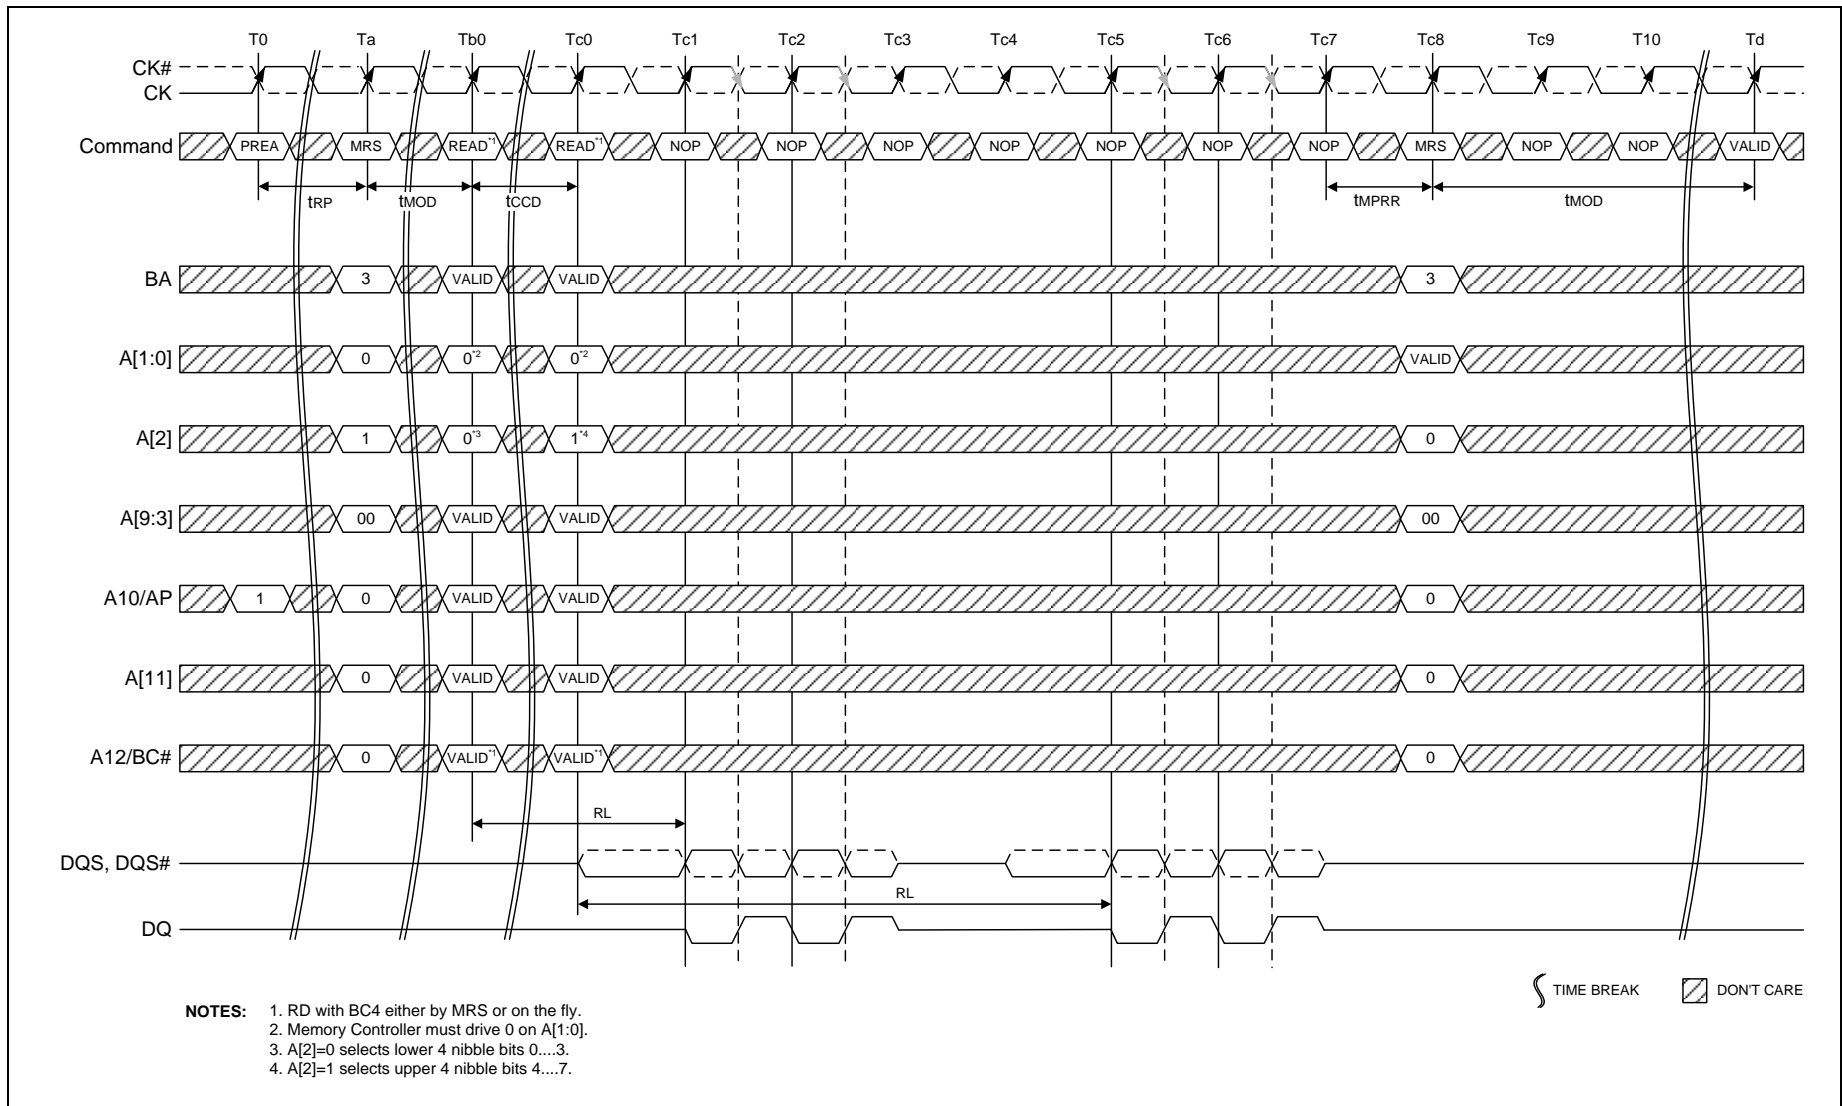 T0 Ta Tb0 Tc0 Tc1 Tc2 Tc3 Tc4 Tc5 Tc6 Tc7 Tc8 Tc9 T10 Td
CK#
CK
Command PREA MRS READ*1 READ*1 NOP NOP NOP NOP NOP NOP NOP MRS NOP NOP VALID
tRP tMOD tCCD tMPRR tMOD
BA 3 VALID VALID 3
A[1:0] 0 0*2 0*2 VALID
A[2] 1 0*3 1*4 0
A[9:3] 00 VALID VALID 00
A10/AP 1 0 VALID VALID 0
A[11] 0 VALID VALID 0
A12/BC# 0 VALID*1 VALID*1 0
RL
DQS, DQS#
RL
DQ
TIME BREAK DON'T CARE
NOTES: 1. RD with BC4 either by MRS or on the fly.
2. Memory Controller must drive 0 on A[1:0].
3. A[2]=0 selects lower 4 nibble bits 0....3.
4. A[2]=1 selects upper 4 nibble bits 4....7.